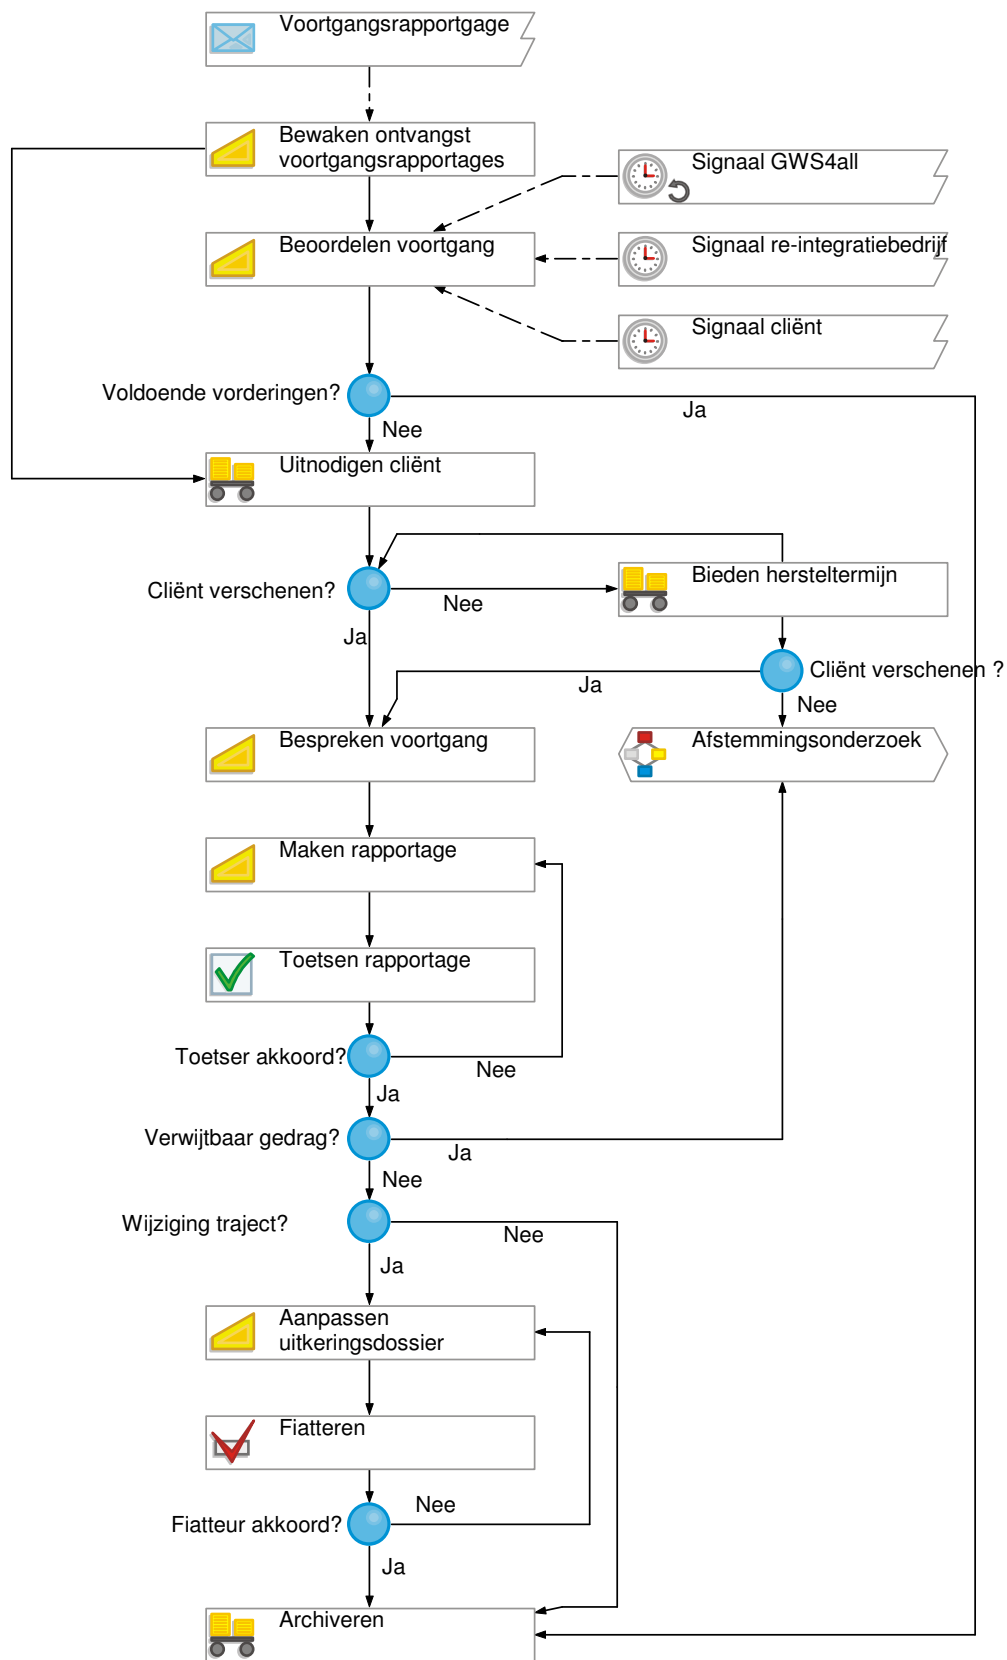 Voortgangsrapportgage
Bewaken ontvangst
voortgangsrapportages
Signaal GWS4all
Beoordelen voortgang
Signaal re-integratiebedrijf
Signaal cliënt
Voldoende vorderingen?
Ja
Nee
Uitnodigen cliënt
Cliënt verschenen?
Nee
Bieden hersteltermijn
Ja
Cliënt verschenen ?
Ja
Nee
Bespreken voortgang
Afstemmingsonderzoek
Maken rapportage
Toetsen rapportage
Toetser akkoord?
Nee
Ja
Verwijtbaar gedrag?
Ja
Nee
Wijziging traject?
Nee
Ja
Aanpassen
uitkeringsdossier
Fiatteren
Nee
Fiatteur akkoord?
Ja
Archiveren